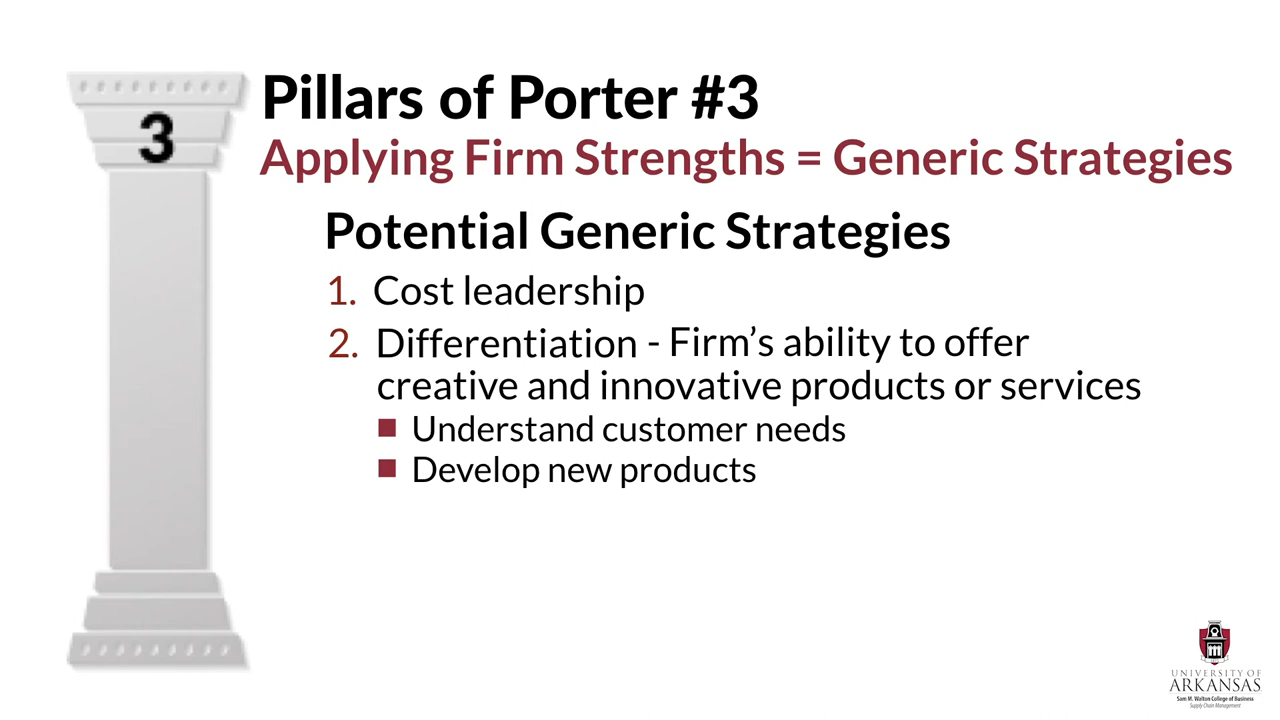 3
Pillars of Porter #3
Applying Firm Strengths = Generic Strategies
Potential Generic Strategies
1. Cost leadership
2. Differentiation - Firm’s ability to offer
creative and innovative products or services
Understand customer needs
Develop new products
UNIVERSITY OF
ARKANSAS
Sam M. Walton College of Business
Supply Chain Management